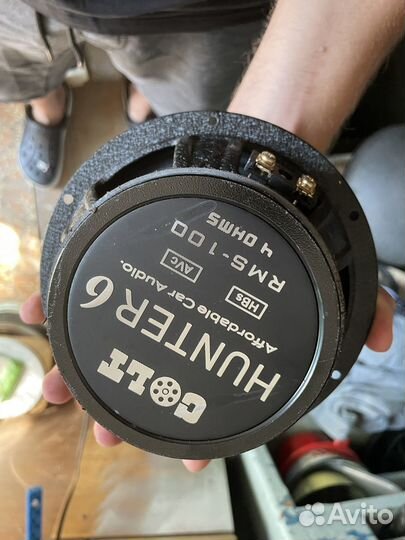 COLT
HUNTER 6
Affordable Car Audio.
AVC HBs
RMS-100
4 OHMS
Avito